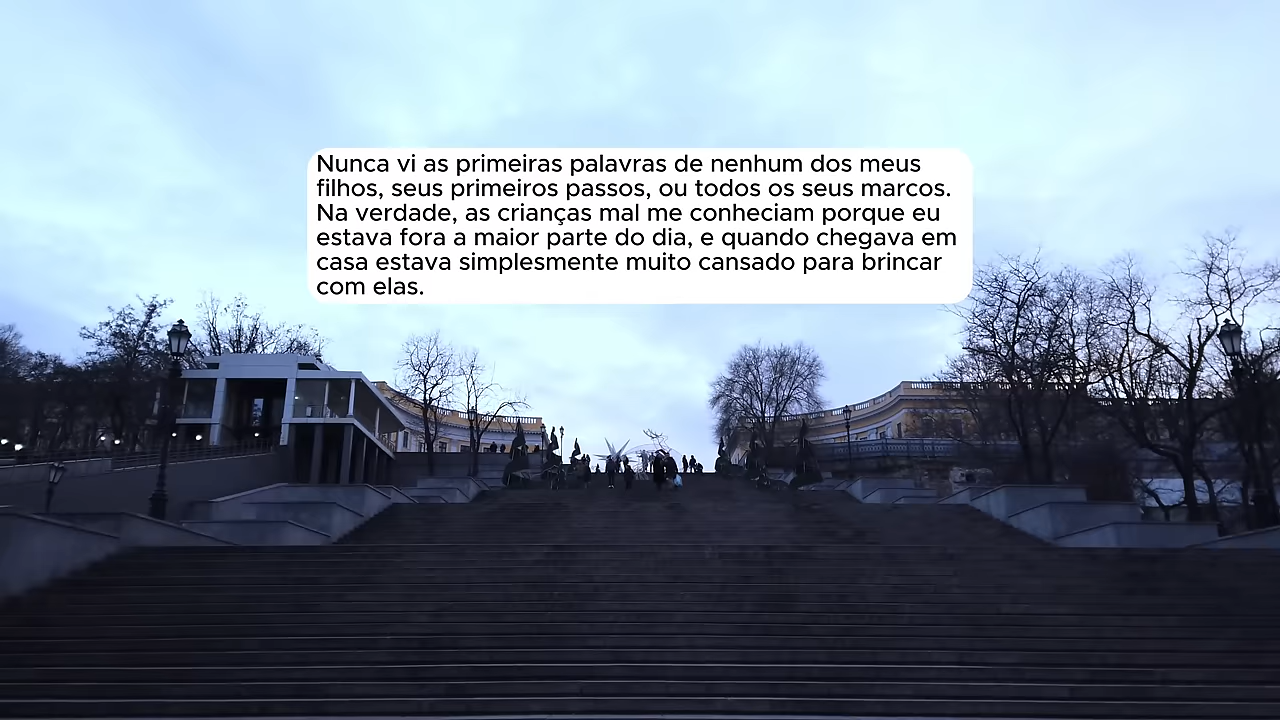 Nunca vi as primeiras palavras de nenhum dos meus
filhos, seus primeiros passos, ou todos os seus marcos.
Na verdade, as crianças mal me conheciam porque eu
estava fora a maior parte do dia, e quando chegava em
casa estava simplesmente muito cansado para brincar
com elas.